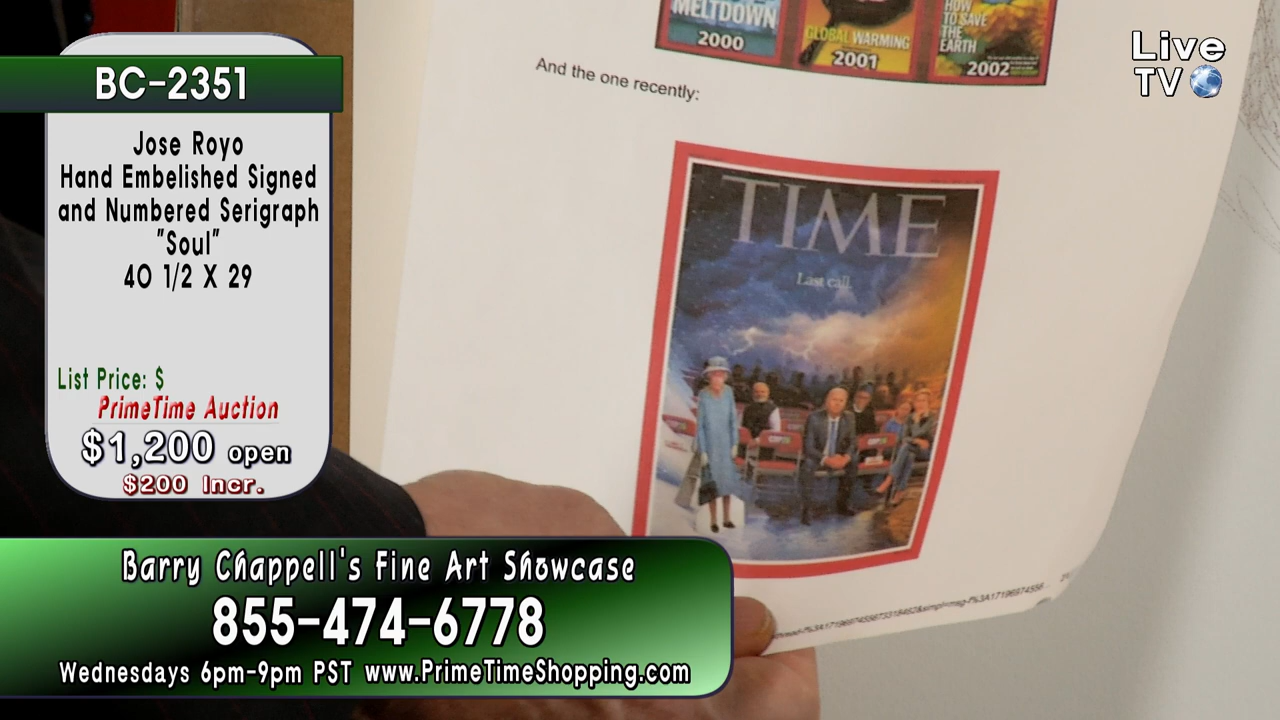 BC-2351
Jose Royo
Hand Embelished Signed
and Numbered Serigraph
"Soul"
40 1/2 X 29
List Price: $
PrimeTime Auction
$1,200 open
$200 Incr.
Live
TV
MELTDOWN
2000
GLOBAL WARMING
2001
HOW
TO SAVE
THE
EARTH
2002
And the one recently:
TIME
Last call.
Barry Chappell's Fine Art Showcase
855-474-6778
Wednesdays 6pm-9pm PST www.PrimeTimeShopping.com